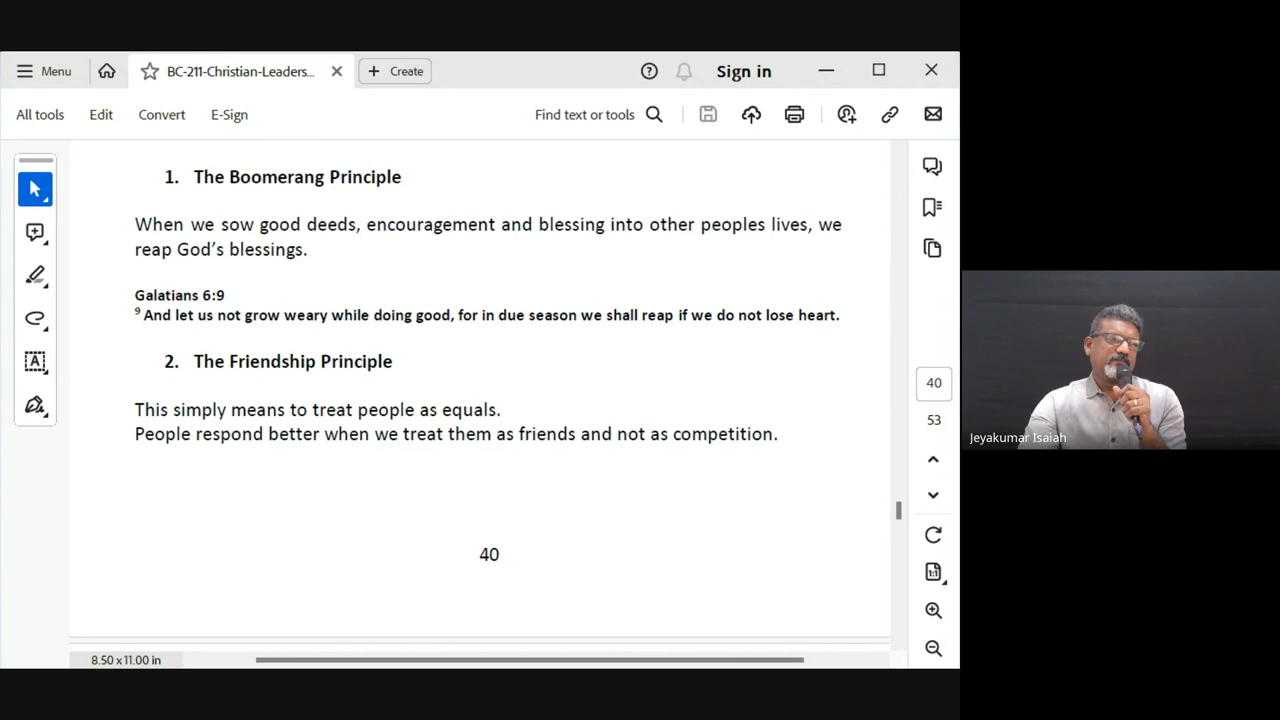 Menu
BC-211-Christian-Leaders...
Create
Sign in
All tools
Edit
Convert
E-Sign
Find text or tools
1. The Boomerang Principle
When we sow good deeds, encouragement and blessing into other peoples lives, we
reap God's blessings.
Galatians 6:9
9 And let us not grow weary while doing good, for in due season we shall reap if we do not lose heart.
2. The Friendship Principle
This simply means to treat people as equals.
People respond better when we treat them as friends and not as competition.
40
8.50 x 11.00 in
40
53
1:1
Jeyakumar Isaiah